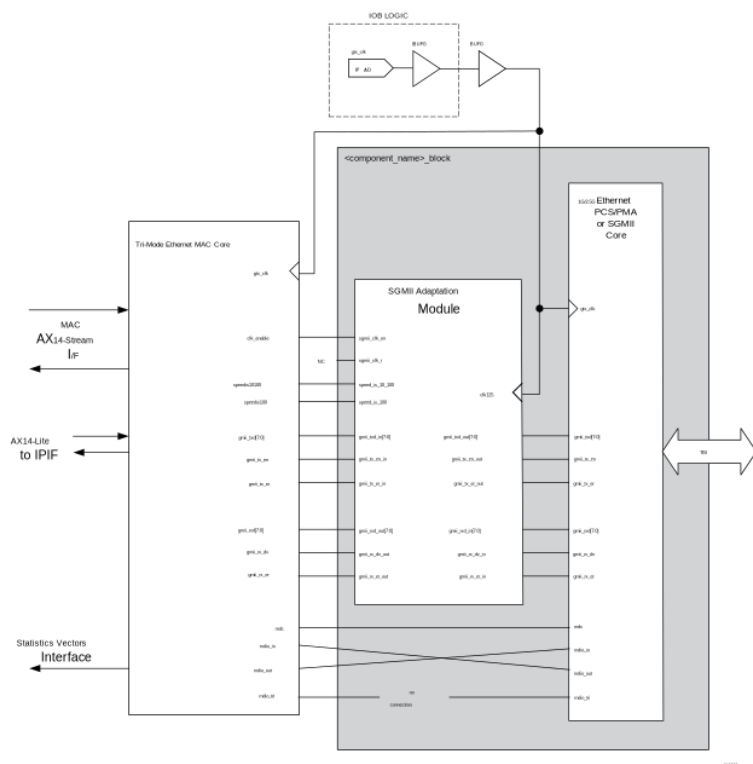 IOB LOGIC
gtx_clk
IP AD
<component_name>_block
Ethernet
PCS/PMA
or SGMII
Core
Tri-Mode Ethernet MAC Core
gtx_clk
gtx_clk
SGMII Adaptation
Module
MAC
AX14-Stream
I/F
clk_enable
sgmii_clk_en
NC
sgmii_clk_r
speedis10100
speed_is_10_100
clk125
speedis100
speed_is_100
AX14-Lite
to IPIF
gmii_txd[7:0]
gmii_txd_in[7:0]
gmii_txd_out[7:0]
gmii_txd[7:0]
gmii_tx_en
gmii_tx_en_in
gmii_tx_en_out
gmii_tx_en
gmii_tx_er
gmii_tx_er_in
gmii_tx_er_out
gmii_tx_er
gmii_rxd[7:0]
gmii_rxd_out[7:0]
gmii_rxd_in[7:0]
gmii_rxd[7:0]
gmii_rx_dv
gmii_rx_dv_out
gmii_rx_dv_in
gmii_rx_dv
gmii_rx_er
gmii_rx_er_out
gmii_rx_er_in
gmii_rx_er
mdc
mdc
Statistics Vectors
Interface
mdio_in
mdio_in
mdio_out
mdio_out
mdio_tri
no
connection
mdio_tri